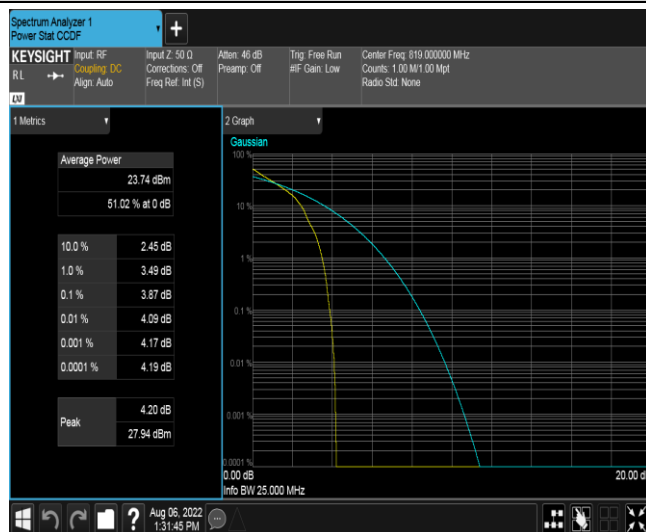 Spectrum Analyzer 1
Power Stat CCDF
KEYSIGHT
RL
LXI
Input: RF
Coupling: DC
Align: Auto
Input Z: 50 Ω
Corrections: Off
Freq Ref: Int (S)
Atten: 46 dB
Preamp: Off
Trig: Free Run
#IF Gain: Low
Center Freq: 819.000000 MHz
Counts: 1.00 M/1.00 Mpt
Radio Std: None
1 Metrics
Average Power
23.74 dBm
51.02 % at 0 dB
10.0 % 2.45 dB
1.0 % 3.49 dB
0.1 % 3.87 dB
0.01 % 4.09 dB
0.001 % 4.17 dB
0.0001 % 4.19 dB
Peak
4.20 dB
27.94 dBm
2 Graph
Gaussian
100 %
10 %
1 %
0.1 %
0.01 %
0.001 %
0.0001 %
0.00 dB 20.00 d
Info BW 25.000 MHz
Aug 06, 2022
1:31:45 PM